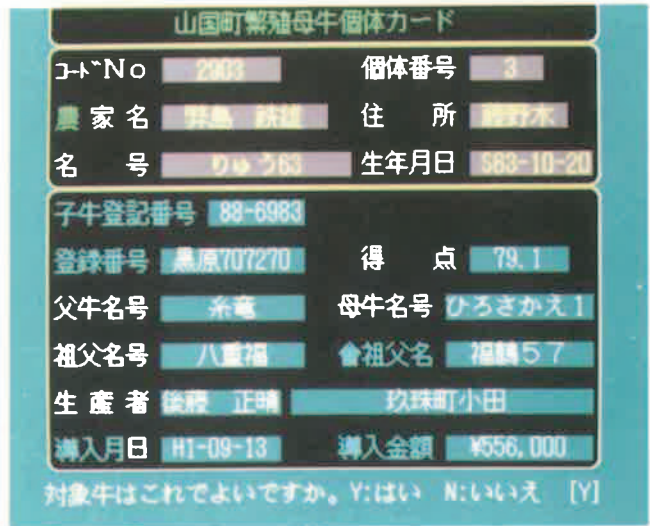 山国町繁殖母牛個体カード
コードNo 2903 個体番号 3
農家名 野島 鉄雄 住所 藤野木
名号 りゅう63 生年月日 S63-10-20
子牛登記番号 88-6983
登録番号 黒原707270 得点 79.1
父牛名号 糸竜 母牛名号 ひろさかえ1
祖父名号 八重福 祖父名 福鶴57
生産者 後藤 正晴 玖珠町小田
導入月日 H1-09-13 導入金額 ¥556,000
対象牛はこれでよいですか。Y:はい N:いいえ [Y]